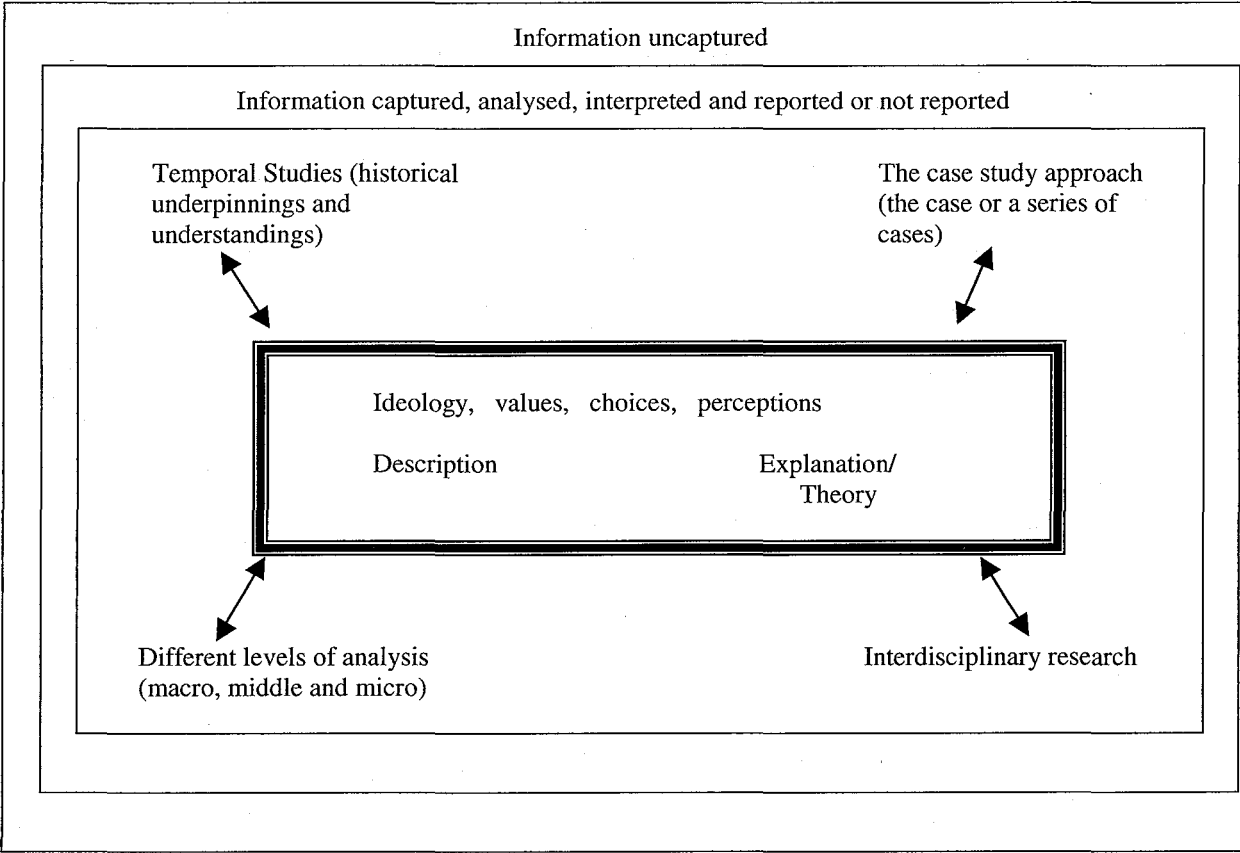 Information uncaptured
Information captured, analysed, interpreted and reported or not reported
Temporal Studies (historical
underpinnings and
understandings)
The case study approach
(the case or a series of
cases)
Ideology, values, choices, perceptions
Description
Explanation/
Theory
Different levels of analysis
(macro, middle and micro)
Interdisciplinary research